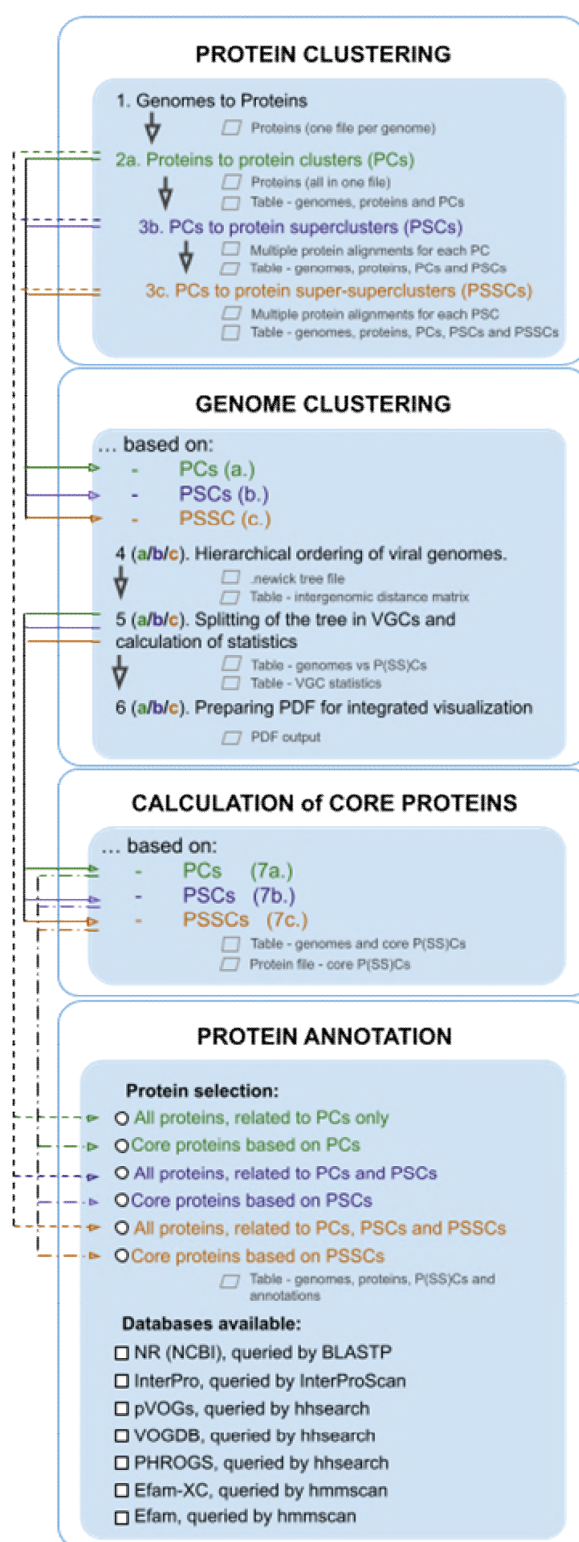 PROTEIN CLUSTERING
1. Genomes to Proteins
Proteins (one file per genome)
2a. Proteins to protein clusters (PCs)
Proteins (all in one file)
Table - genomes, proteins and PCs
3b. PCs to protein superclusters (PSCs)
Multiple protein alignments for each PC
Table - genomes, proteins, PCs and PSCs
3c. PCs to protein super-superclusters (PSSCs)
Multiple protein alignments for each PSC
Table - genomes, proteins, PCs, PSCs and PSSCs
GENOME CLUSTERING
... based on:
- PCs (a.)
- PSCs (b.)
- PSSC (c.)
4 (a/b/c). Hierarchical ordering of viral genomes.
.newick tree file
Table - intergenomic distance matrix
5 (a/b/c). Splitting of the tree in VGCs and
calculation of statistics
Table - genomes vs P(SS)Cs
Table - VGC statistics
6 (a/b/c). Preparing PDF for integrated visualization
PDF output
CALCULATION of CORE PROTEINS
... based on:
- PCs (7a.)
- PSCs (7b.)
- PSSCs (7c.)
Table - genomes and core P(SS)Cs
Protein file - core P(SS)Cs
PROTEIN ANNOTATION
Protein selection:
All proteins, related to PCs only
Core proteins based on PCs
All proteins, related to PCs and PSCs
Core proteins based on PSCs
All proteins, related to PCs, PSCs and PSSCs
Core proteins based on PSSCs
Table - genomes, proteins, P(SS)Cs and
annotations
Databases available:
NR (NCBI), queried by BLASTP
InterPro, queried by InterProScan
pVOGs, queried by hhsearch
VOGDB, queried by hhsearch
PHROGS, queried by hhsearch
Efam-XC, queried by hmmscan
Efam, queried by hmmscan